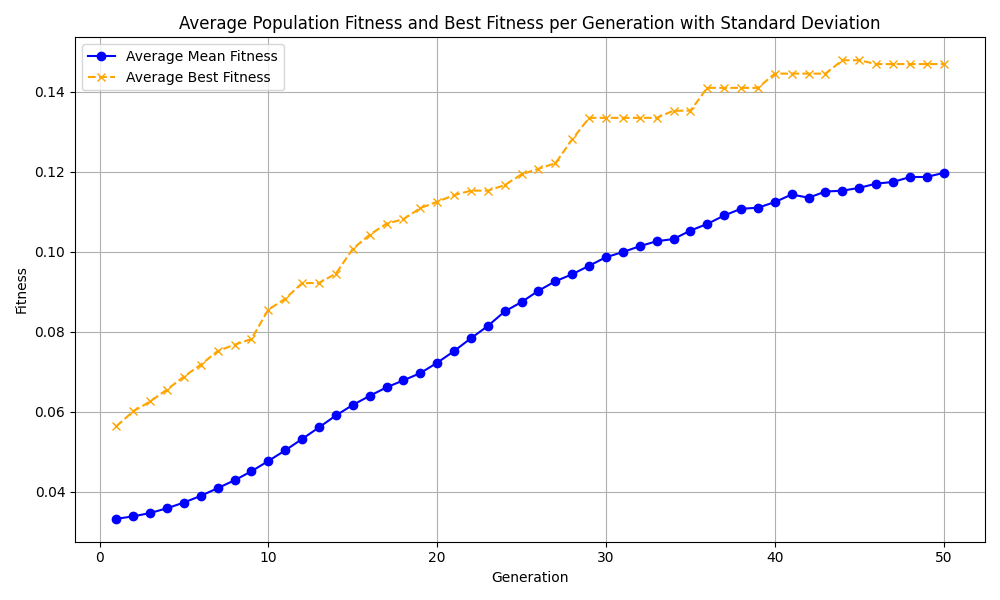 Average Population Fitness and Best Fitness per Generation with Standard Deviation
Average Mean Fitness
Average Best Fitness
Fitness
0.14
0.12
0.10
0.08
0.06
0.04
0 10 20 30 40 50
Generation